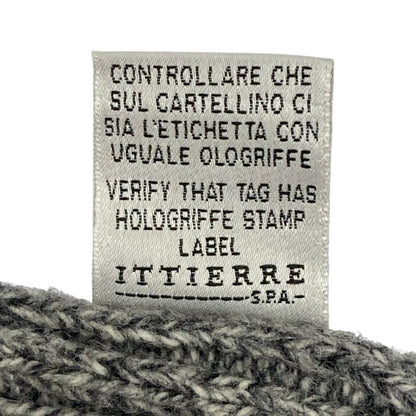 CONTROLLARE CHE
SUL CARTELLINO CI
SIA L'ETICHETTA CON
UGUALE OLOGRIFFE
VERIFY THAT TAG HAS
HOLOGRIFFE STAMP
LABEL
ITTIERRE
S.P.A.